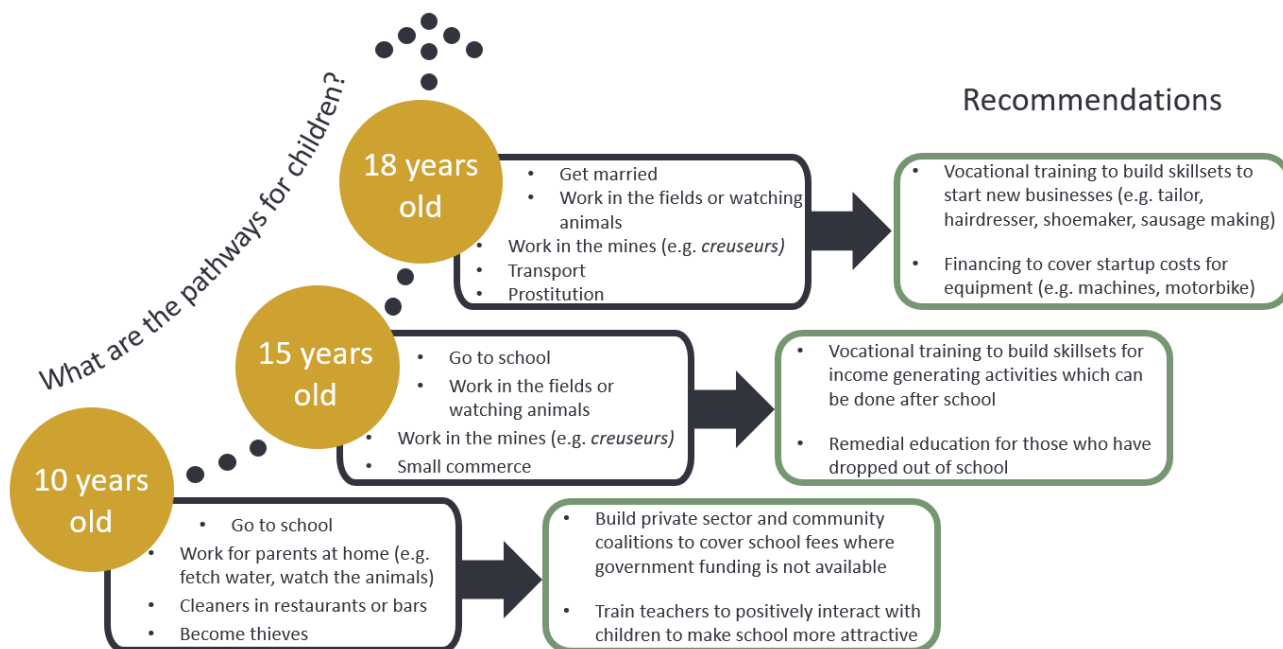 What are the pathways for children?
Recommendations
18 years
old
• Get married
• Work in the fields or watching
animals
• Work in the mines (e.g. creuseurs)
• Transport
• Prostitution
• Vocational training to build skillsets to
start new businesses (e.g. tailor,
hairdresser, shoemaker, sausage making)
• Financing to cover startup costs for
equipment (e.g. machines, motorbike)
15 years
old
• Go to school
• Work in the fields or
watching animals
• Work in the mines (e.g. creuseurs)
• Small commerce
• Vocational training to build skillsets for
income generating activities which can
be done after school
• Remedial education for those who have
dropped out of school
10 years
old
• Go to school
• Work for parents at home (e.g.
fetch water, watch the animals)
• Cleaners in restaurants or bars
• Become thieves
• Build private sector and community
coalitions to cover school fees where
government funding is not available
• Train teachers to positively interact with
children to make school more attractive